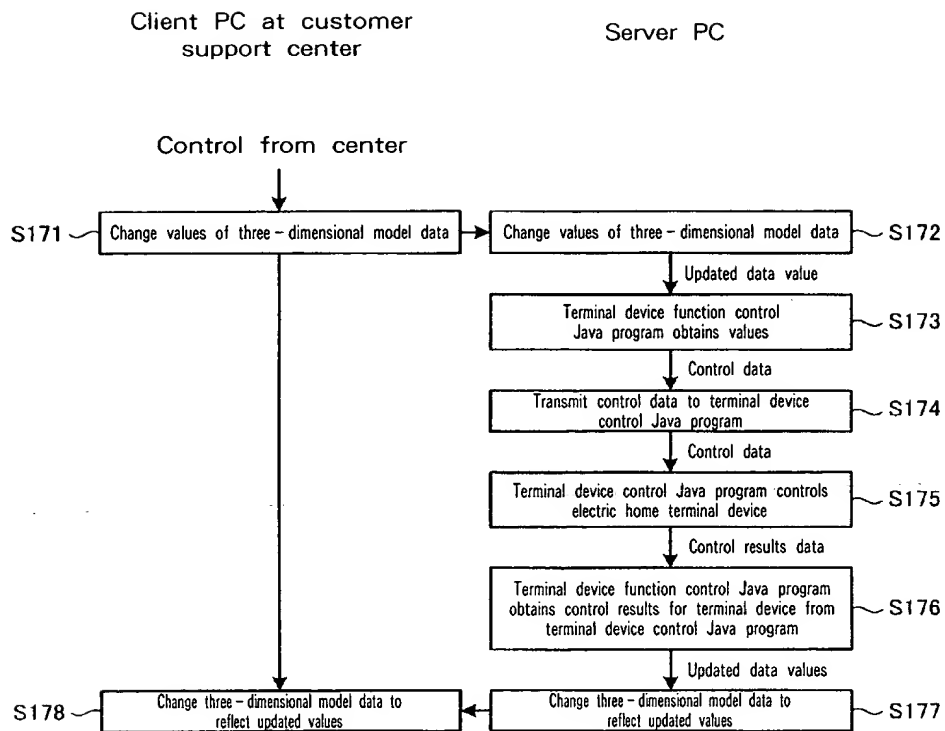 Client PC at customer
support center
Server PC
Control from center
S171
Change values of three-dimensional model data
Change values of three-dimensional model data
S172
Updated data value
Terminal device function control
Java program obtains values
S173
Control data
Transmit control data to terminal device
control Java program
S174
Control data
Terminal device control Java program controls
electric home terminal device
S175
Control results data
Terminal device function control Java program
obtains control results for terminal device from
terminal device control Java program
S176
Updated data values
S178
Change three-dimensional model data to
reflect updated values
Change three-dimensional model data to
reflect updated values
S177